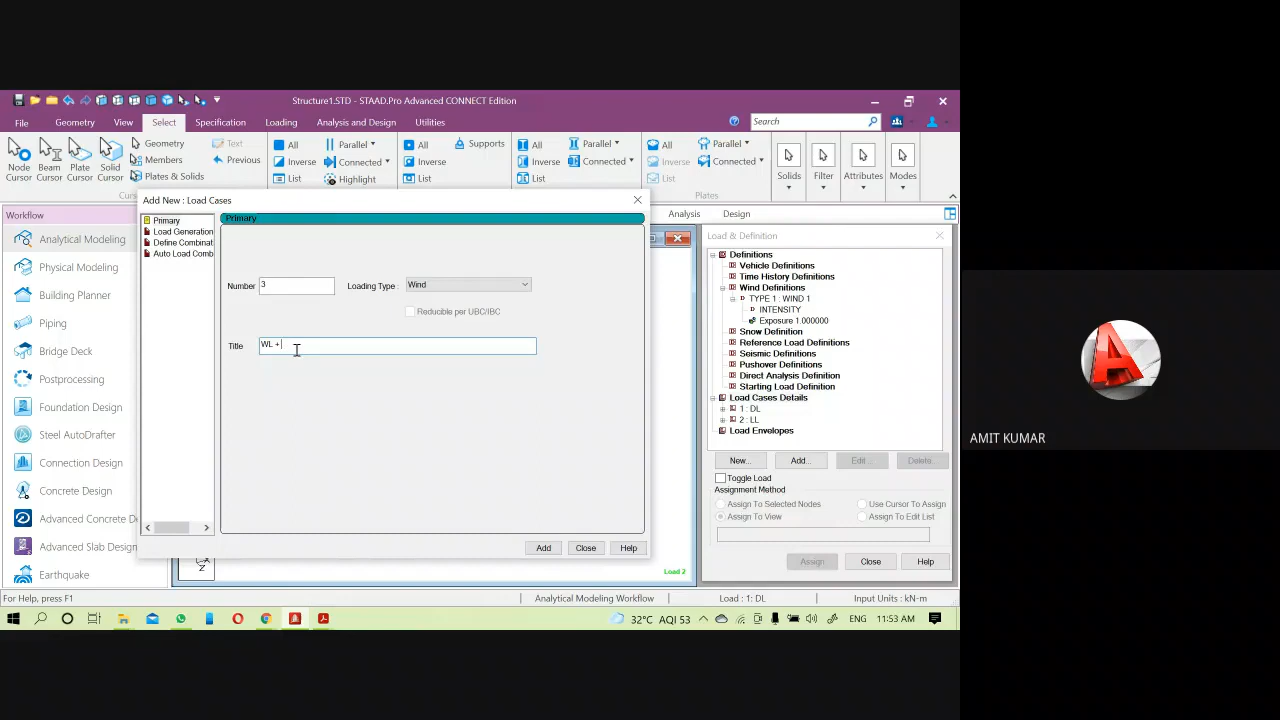 Structure1.STD - STAAD.Pro Advanced CONNECT Edition
File Geometry View Select Specification Loading Analysis and Design Utilities Search
Node Cursor
Beam Cursor
Plate Cursor
Solid Cursor
Geometry
Members
Plates & Solids
Text
Previous
All
Inverse
List
Parallel
Connected
Highlight
All
Inverse
List
Supports
All
Inverse
List
Parallel
Connected
All
Inverse
List
Parallel
Connected
Plates
Solids
Filter
Attributes
Modes
Workflow
Analytical Modeling
Physical Modeling
Building Planner
Piping
Bridge Deck
Postprocessing
Foundation Design
Steel AutoDrafter
Connection Design
Concrete Design
Advanced Concrete D
Advanced Slab Design
Earthquake
Analysis Design
Add New : Load Cases
Primary
Load Generation
Define Combinat
Auto Load Comb
Primary
Number 3 Loading Type : Wind
Reducible per UBC/IBC
Title WL +
Add Close Help
Load 2
Load & Definition
Definitions
Vehicle Definitions
Time History Definitions
Wind Definitions
TYPE 1 : WIND 1
INTENSITY
Exposure 1.000000
Snow Definition
Reference Load Definitions
Seismic Definitions
Pushover Definitions
Direct Analysis Definition
Starting Load Definition
Load Cases Details
1 : DL
2 : LL
Load Envelopes
New... Add... Edit... Delete...
Toggle Load
Assignment Method
Assign To Selected Nodes Use Cursor To Assign
Assign To View Assign To Edit List
Assign Close Help
For Help, press F1 Analytical Modeling Workflow Load : 1: DL Input Units : kN-m
32°C AQI 53 ENG 11:53 AM
AMIT KUMAR